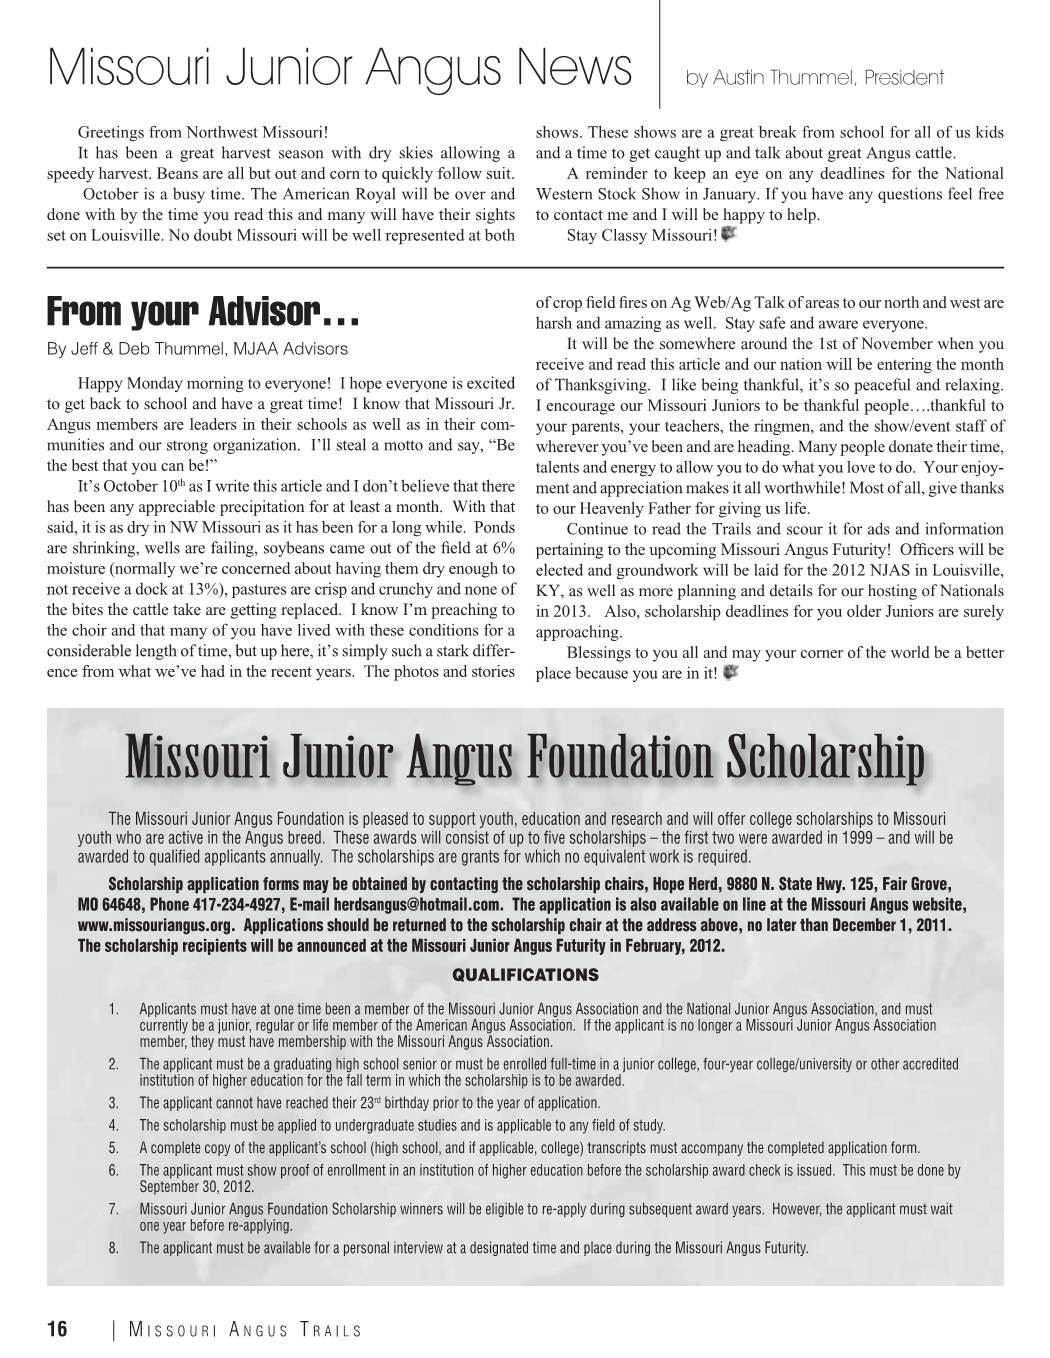 Missouri Junior Angus News
by Austin Thummel, President
Greetings from Northwest Missouri!
It has been a great harvest season with dry skies allowing a
speedy harvest. Beans are all but out and corn to quickly follow suit.
October is a busy time. The American Royal will be over and
done with by the time you read this and many will have their sights
set on Louisville. No doubt Missouri will be well represented at both
shows. These shows are a great break from school for all of us kids
and a time to get caught up and talk about great Angus cattle.
A reminder to keep an eye on any deadlines for the National
Western Stock Show in January. If you have any questions feel free
to contact me and I will be happy to help.
Stay Classy Missouri!
From your Advisor…
By Jeff & Deb Thummel, MJAA Advisors
Happy Monday morning to everyone! I hope everyone is excited
to get back to school and have a great time! I know that Missouri Jr.
Angus members are leaders in their schools as well as in their com-
munities and our strong organization. I’ll steal a motto and say, “Be
the best that you can be!”
It’s October 10th as I write this article and I don’t believe that there
has been any appreciable precipitation for at least a month. With that
said, it is as dry in NW Missouri as it has been for a long while. Ponds
are shrinking, wells are failing, soybeans came out of the field at 6%
moisture (normally we’re concerned about having them dry enough to
not receive a dock at 13%), pastures are crisp and crunchy and none of
the bites the cattle take are getting replaced. I know I’m preaching to
the choir and that many of you have lived with these conditions for a
considerable length of time, but up here, it’s simply such a stark differ-
ence from what we’ve had in the recent years. The photos and stories
of crop field fires on Ag Web/Ag Talk of areas to our north and west are
harsh and amazing as well. Stay safe and aware everyone.
It will be the somewhere around the 1st of November when you
receive and read this article and our nation will be entering the month
of Thanksgiving. I like being thankful, it’s so peaceful and relaxing.
I encourage our Missouri Juniors to be thankful people….thankful to
your parents, your teachers, the ringmen, and the show/event staff of
wherever you’ve been and are heading. Many people donate their time,
talents and energy to allow you to do what you love to do. Your enjoy-
ment and appreciation makes it all worthwhile! Most of all, give thanks
to our Heavenly Father for giving us life.
Continue to read the Trails and scour it for ads and information
pertaining to the upcoming Missouri Angus Futurity! Officers will be
elected and groundwork will be laid for the 2012 NJAS in Louisville,
KY, as well as more planning and details for our hosting of Nationals
in 2013. Also, scholarship deadlines for you older Juniors are surely
approaching.
Blessings to you all and may your corner of the world be a better
place because you are in it!
Missouri Junior Angus Foundation Scholarship
The Missouri Junior Angus Foundation is pleased to support youth, education and research and will offer college scholarships to Missouri
youth who are active in the Angus breed. These awards will consist of up to five scholarships – the first two were awarded in 1999 – and will be
awarded to qualified applicants annually. The scholarships are grants for which no equivalent work is required.
Scholarship application forms may be obtained by contacting the scholarship chairs, Hope Herd, 9880 N. State Hwy. 125, Fair Grove,
MO 64648, Phone 417-234-4927, E-mail herdsangus@hotmail.com. The application is also available on line at the Missouri Angus website,
www.missouriangus.org. Applications should be returned to the scholarship chair at the address above, no later than December 1, 2011.
The scholarship recipients will be announced at the Missouri Junior Angus Futurity in February, 2012.
QUALIFICATIONS
1. Applicants must have at one time been a member of the Missouri Junior Angus Association and the National Junior Angus Association, and must
currently be a junior, regular or life member of the American Angus Association. If the applicant is no longer a Missouri Junior Angus Association
member, they must have membership with the Missouri Angus Association.
2. The applicant must be a graduating high school senior or must be enrolled full-time in a junior college, four-year college/university or other accredited
institution of higher education for the fall term in which the scholarship is to be awarded.
3. The applicant cannot have reached their 23rd birthday prior to the year of application.
4. The scholarship must be applied to undergraduate studies and is applicable to any field of study.
5. A complete copy of the applicant’s school (high school, and if applicable, college) transcripts must accompany the completed application form.
6. The applicant must show proof of enrollment in an institution of higher education before the scholarship award check is issued. This must be done by
September 30, 2012.
7. Missouri Junior Angus Foundation Scholarship winners will be eligible to re-apply during subsequent award years. However, the applicant must wait
one year before re-applying.
8. The applicant must be available for a personal interview at a designated time and place during the Missouri Angus Futurity.
16 | Missouri Angus Trails